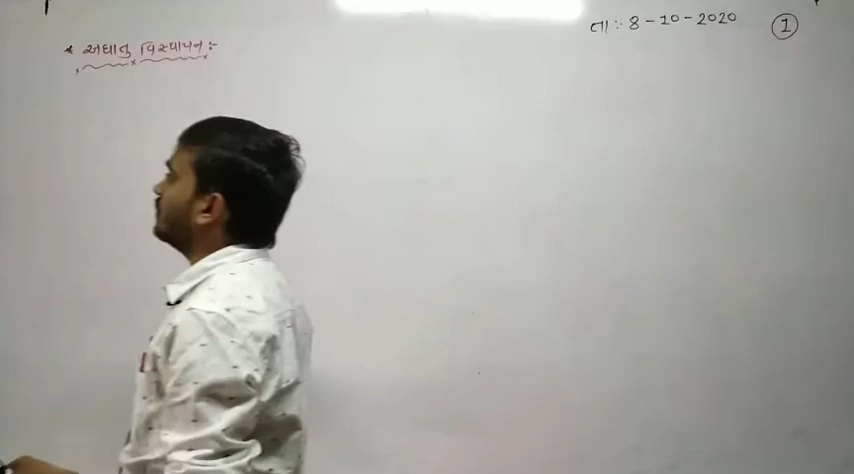 * અધાતુ વિસ્થાપન :-
તા :- 8 - 10 - 2020
1